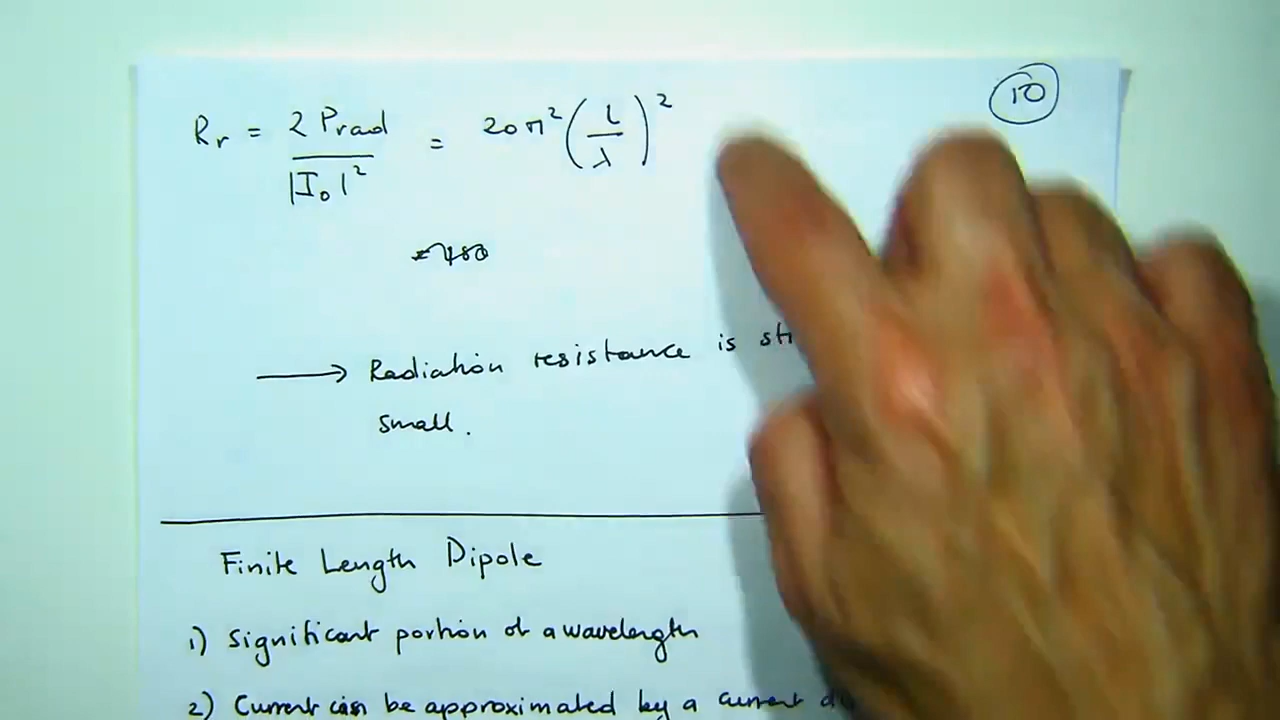 10
Rr = 2 Prad / |I0|² = 20π² (L/λ)²
Radiation resistance is
small.
Finite Length Dipole
1) Significant portion of a wavelength
2) Current can be approximated by a current